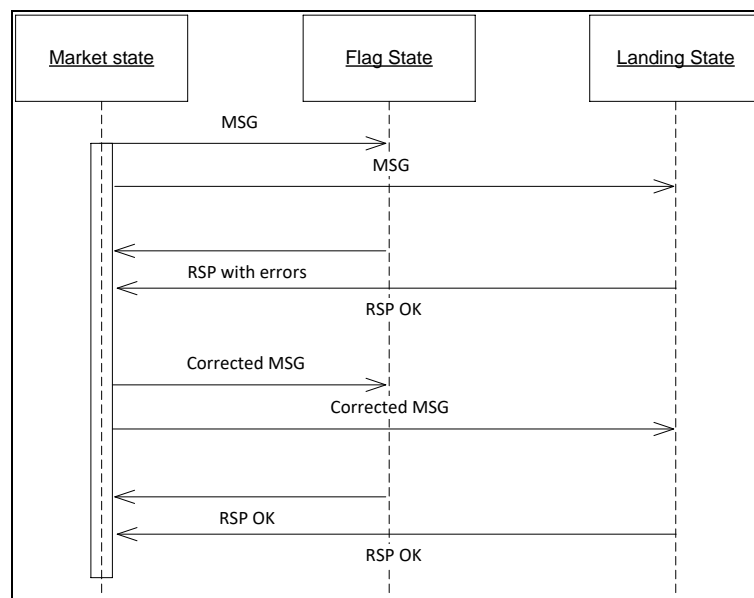 Market state
Flag State
Landing State
MSG
MSG
RSP with errors
RSP OK
Corrected MSG
Corrected MSG
RSP OK
RSP OK